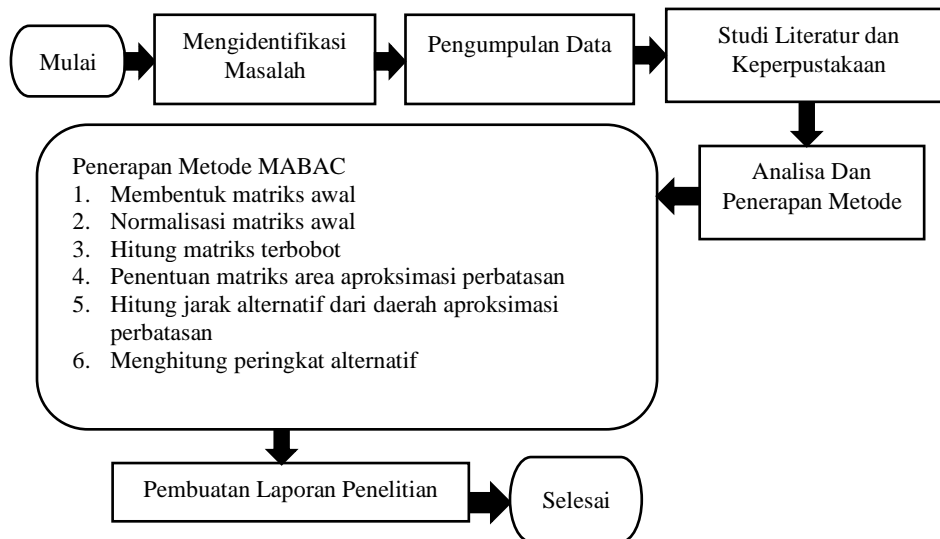 Mulai
Mengidentifikasi
Masalah
Pengumpulan Data
Studi Literatur dan
Keperpustakaan
Analisa Dan
Penerapan Metode
Penerapan Metode MABAC
1. Membentuk matriks awal
2. Normalisasi matriks awal
3. Hitung matriks terbobot
4. Penentuan matriks area aproksimasi perbatasan
5. Hitung jarak alternatif dari daerah aproksimasi
perbatasan
6. Menghitung peringkat alternatif
Pembuatan Laporan Penelitian
Selesai